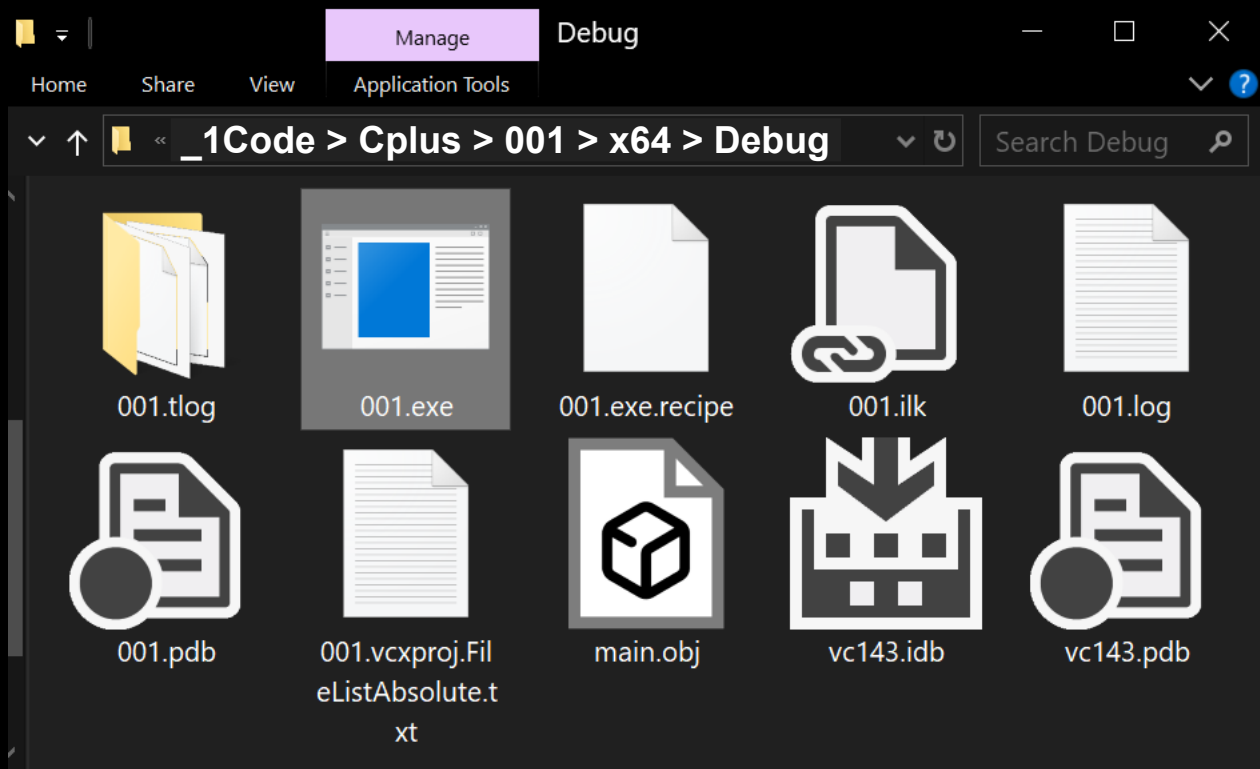 Manage
Debug
Home
Share
View
Application Tools
?
« _1Code > Cplus > 001 > x64 > Debug
Search Debug
001.tlog
001.exe
001.exe.recipe
001.ilk
001.log
001.pdb
001.vcxproj.Fil
eListAbsolute.t
xt
main.obj
vc143.idb
vc143.pdb